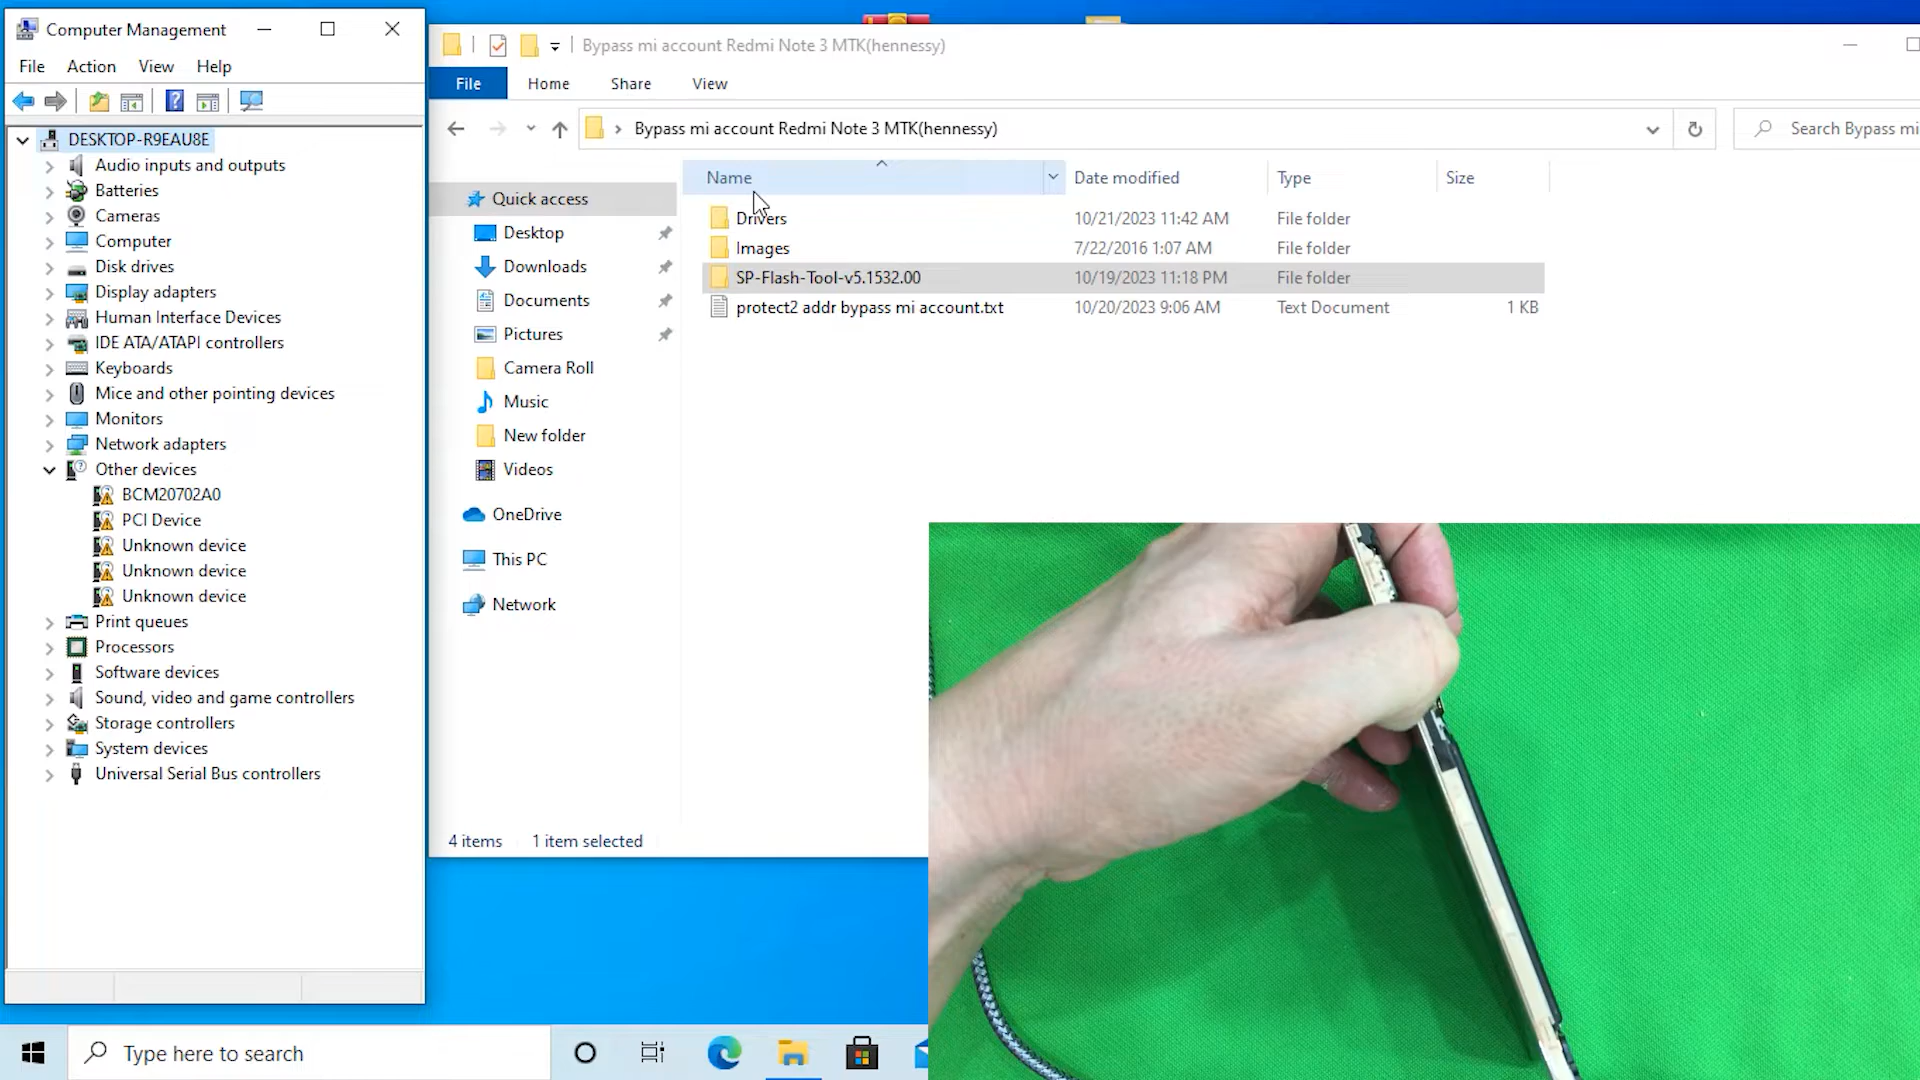 Computer Management
File Action View Help
DESKTOP-R9EAU8E
Audio inputs and outputs
Batteries
Cameras
Computer
Disk drives
Display adapters
Human Interface Devices
IDE ATA/ATAPI controllers
Keyboards
Mice and other pointing devices
Monitors
Network adapters
Other devices
BCM20702A0
PCI Device
Unknown device
Unknown device
Unknown device
Print queues
Processors
Software devices
Sound, video and game controllers
Storage controllers
System devices
Universal Serial Bus controllers
Bypass mi account Redmi Note 3 MTK(hennessy)
File Home Share View
Bypass mi account Redmi Note 3 MTK(hennessy)
Search Bypass mi
Quick access
Desktop
Downloads
Documents
Pictures
Camera Roll
Music
New folder
Videos
OneDrive
This PC
Network
Name Date modified Type Size
Drivers 10/21/2023 11:42 AM File folder
Images 7/22/2016 1:07 AM File folder
SP-Flash-Tool-v5.1532.00 10/19/2023 11:18 PM File folder
protect2 addr bypass mi account.txt 10/20/2023 9:06 AM Text Document 1 KB
4 items 1 item selected
Type here to search